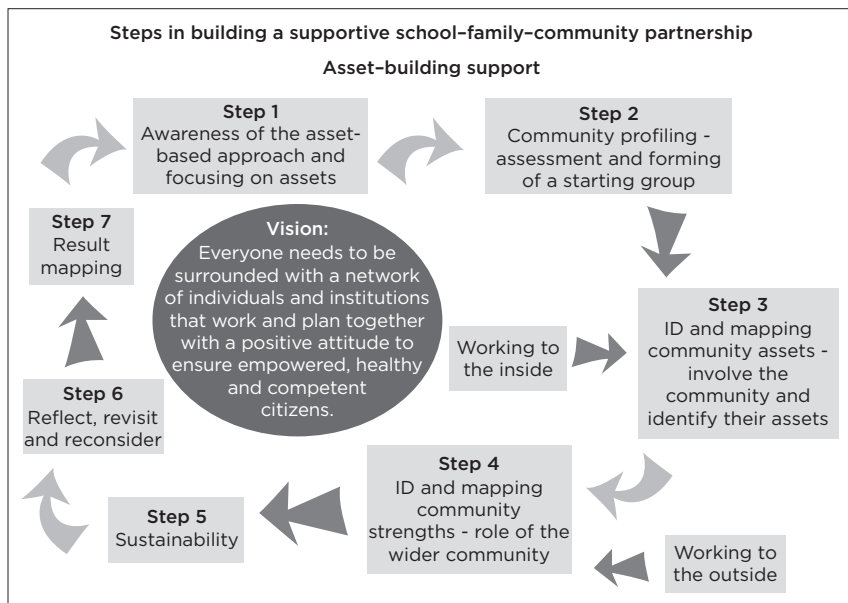 Steps in building a supportive school–family–community partnership
Asset–building support
Step 1
Awareness of the asset-
based approach and
focusing on assets
Step 2
Community profiling -
assessment and forming
of a starting group
Step 3
ID and mapping
community assets -
involve the
community and
identify their assets
Working to
the inside
Step 4
ID and mapping
community
strengths - role of the
wider community
Working to
the outside
Step 5
Sustainability
Step 6
Reflect, revisit
and reconsider
Step 7
Result
mapping
Vision:
Everyone needs to be
surrounded with a network
of individuals and institutions
that work and plan together
with a positive attitude to
ensure empowered, healthy
and competent
citizens.